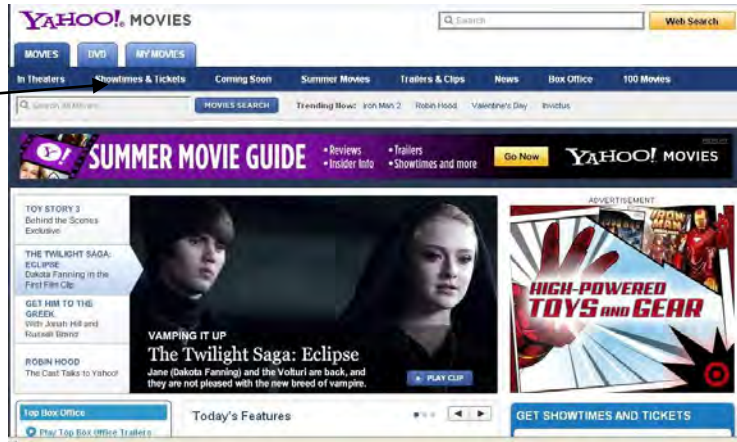 YAHOO! MOVIES
Search
Web Search
MOVIES DVD MY MOVIES
In Theaters Showtimes & Tickets Coming Soon Summer Movies Trailers & Clips News Box Office 100 Movies
Search All Movies
MOVIES SEARCH
Trending Now: Iron Man 2 Robin Hood Valentine's Day Invictus
Y! SUMMER MOVIE GUIDE
• Reviews
• Insider Info
• Trailers
• Showtimes and more
Go Now
YAHOO! MOVIES
TOY STORY 3
Behind the Scenes
Exclusive
THE TWILIGHT SAGA:
ECLIPSE
Dakota Fanning in the
First Film Clip
GET HIM TO THE
GREEK
With Jonah Hill and
Russell Brand
ROBIN HOOD
The Cast Talks to Yahoo!
VAMPING IT UP
The Twilight Saga: Eclipse
Jane (Dakota Fanning) and the Volturi are back, and
they are not pleased with the new breed of vampire.
PLAY CLIP
ADVERTISEMENT
IRON MAN
HIGH-POWERED
TOYS AND GEAR
Top Box Office
Play Top Box Office Trailers
Today's Features
GET SHOWTIMES AND TICKETS